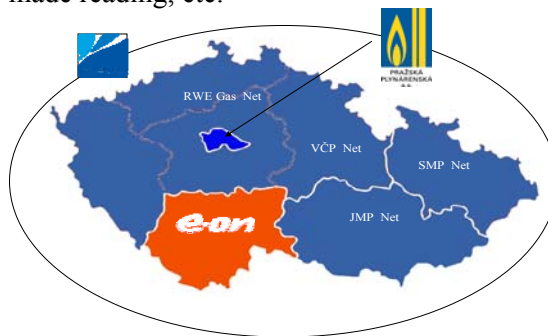 made reading, etc.
PRAŽSKÁ
PLYNÁRENSKÁ
a.s.
RWE Gas Net
VČP Net
SMP Net
JMP Net
e·on